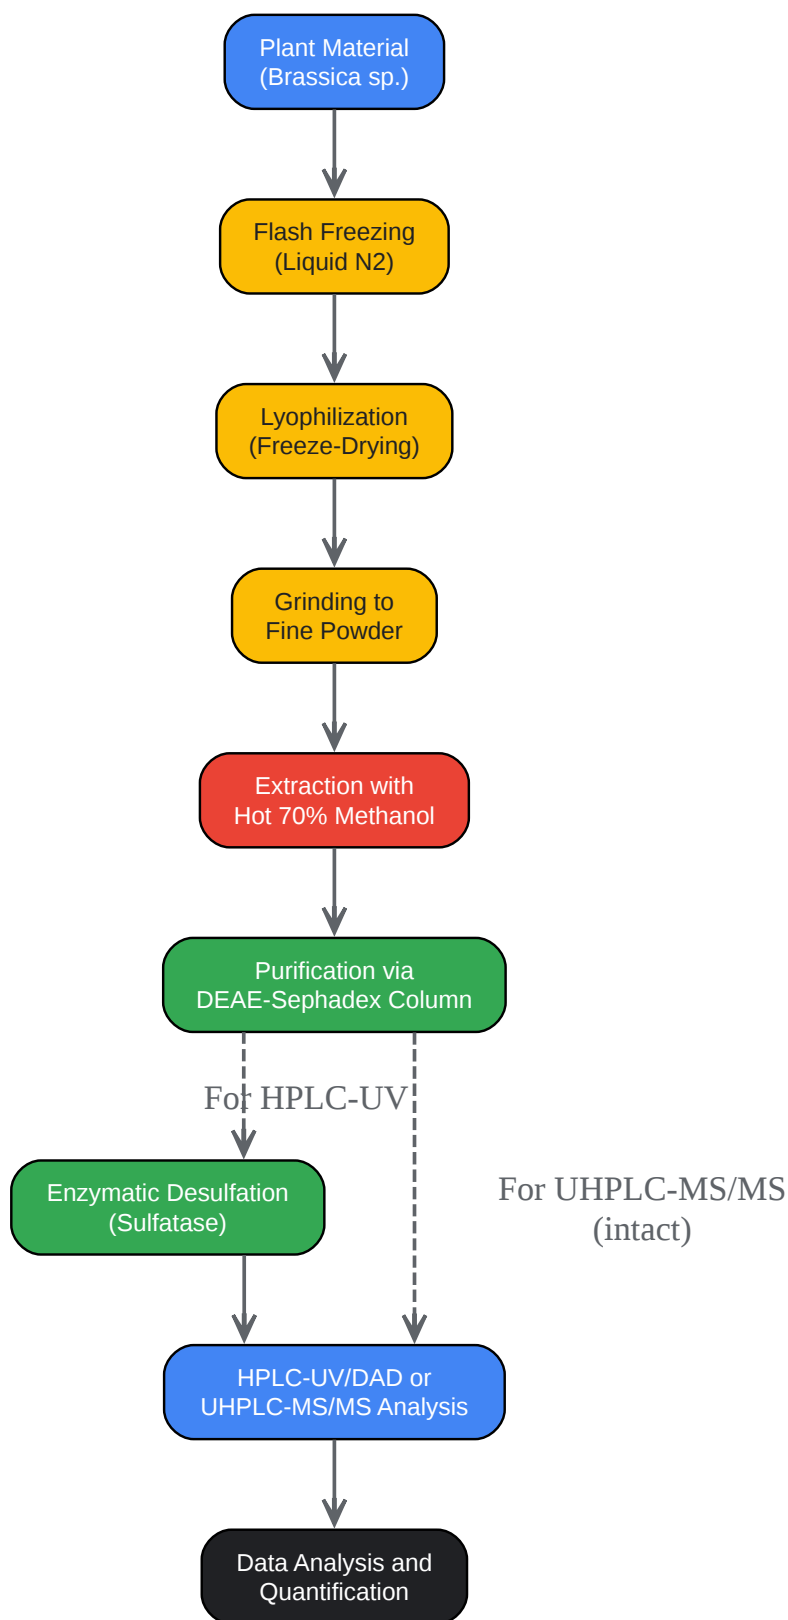 Plant Material
(Brassica sp.)
Flash Freezing
(Liquid N2)
Lyophilization
(Freeze-Drying)
Grinding to
Fine Powder
Extraction with
Hot 70% Methanol
Purification via
DEAE-Sephadex Column
For HPLC-UV
Enzymatic Desulfation
(Sulfatase)
For UHPLC-MS/MS
(intact)
HPLC-UV/DAD or
UHPLC-MS/MS Analysis
Data Analysis and
Quantification